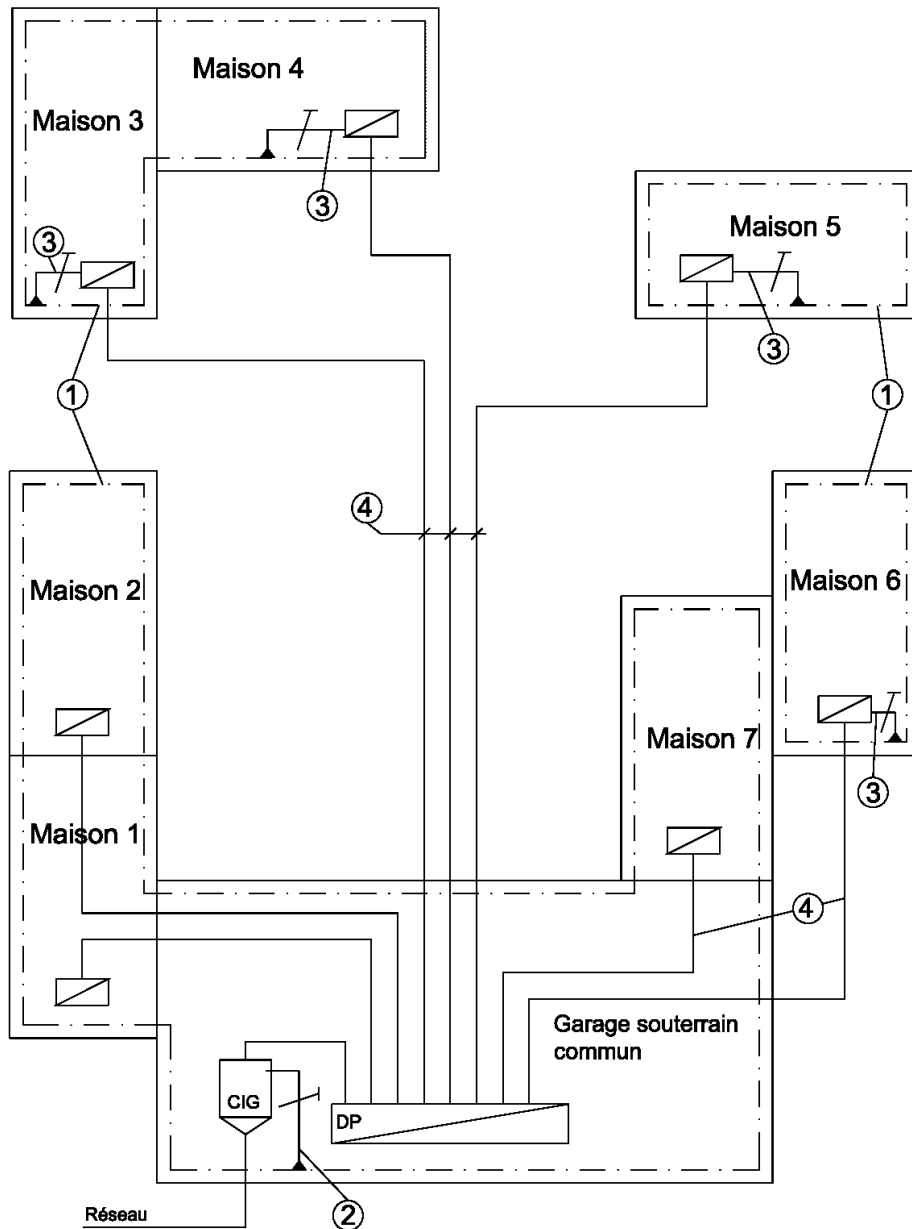 Maison 4
Maison 3
3
3
Maison 5
3
1
1
4
Maison 2
Maison 6
Maison 7
3
Maison 1
4
Garage souterrain
commun
CIG
DP
Réseau
2